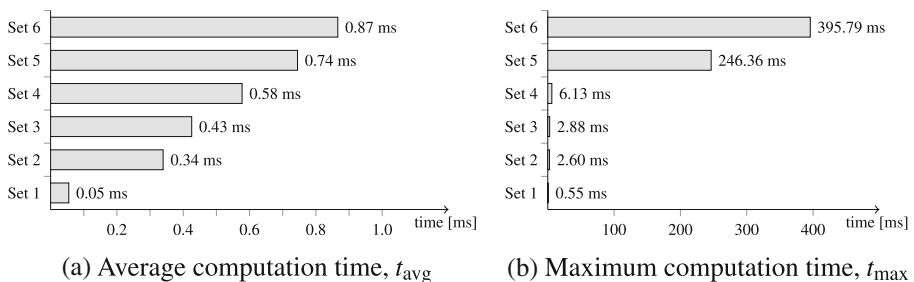 Set 6
0.87 ms
Set 5
0.74 ms
Set 4
0.58 ms
Set 3
0.43 ms
Set 2
0.34 ms
Set 1
0.05 ms
time [ms]
0.2 0.4 0.6 0.8 1.0
(a) Average computation time, tavg
Set 6
395.79 ms
Set 5
246.36 ms
Set 4
6.13 ms
Set 3
2.88 ms
Set 2
2.60 ms
Set 1
0.55 ms
time [ms]
100 200 300 400
(b) Maximum computation time, tmax